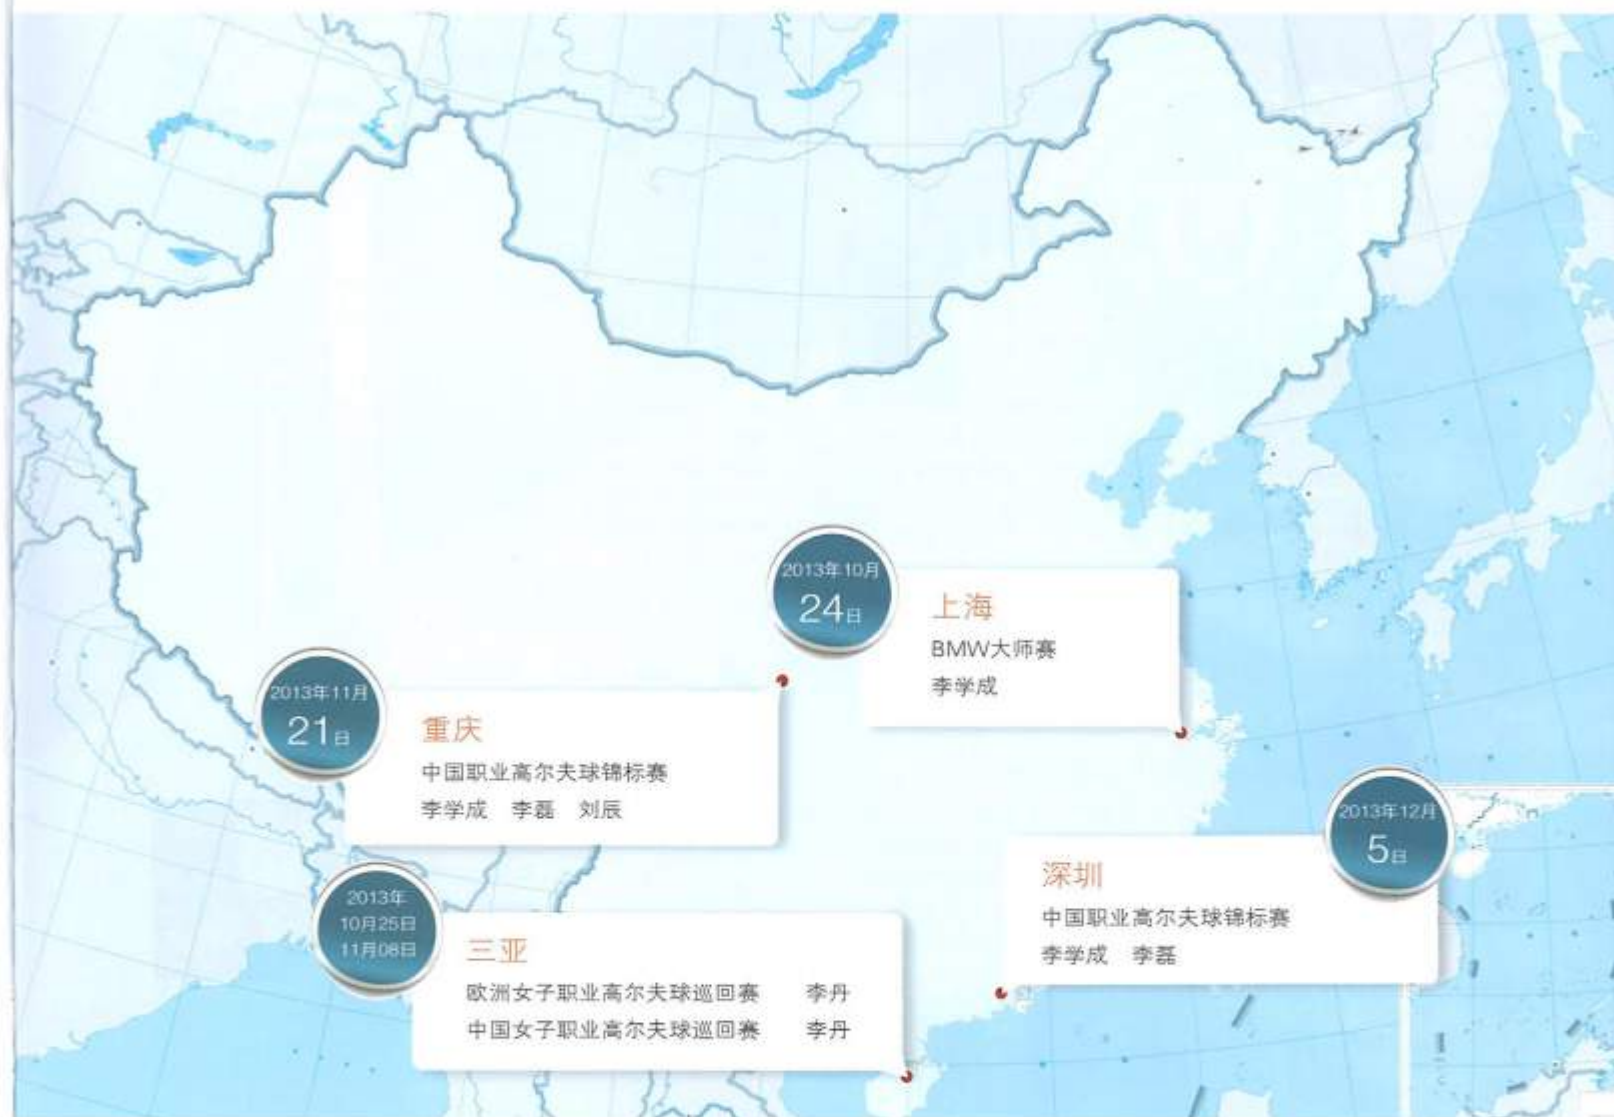 2013年10月
24日
上海
BMW大师赛
李学成
2013年11月
21日
重庆
中国职业高尔夫球锦标赛
李学成 李磊 刘辰
2013年12月
5日
深圳
中国职业高尔夫球锦标赛
李学成 李磊
2013年
10月25日
11月08日
三亚
欧洲女子职业高尔夫球巡回赛 李丹
中国女子职业高尔夫球巡回赛 李丹